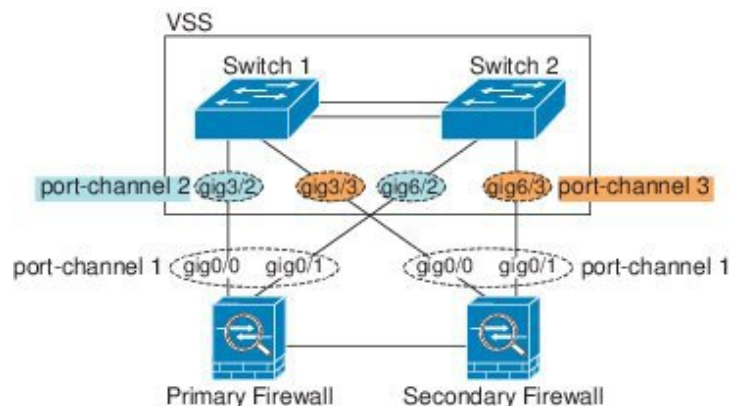 VSS
Switch 1
Switch 2
port-channel 2
gig3/2
gig3/3
gig6/2
gig6/3
port-channel 3
port-channel 1
gig0/0
gig0/1
gig0/0
gig0/1
port-channel 1
Primary Firewall
Secondary Firewall